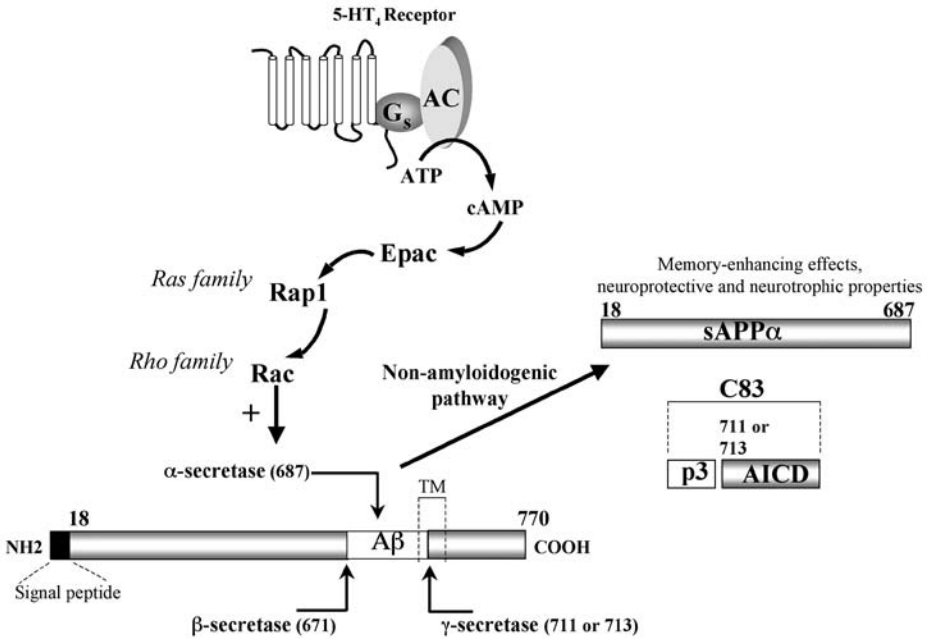 5-HT4 Receptor
AC
Gs
ATP
cAMP
Epac
Ras family
Rap1
Memory-enhancing effects,
neuroprotective and neurotrophic properties
18 687
sAPPα
Rho family
Rac
+
Non-amyloidogenic
pathway
C83
711 or
713
p3 AICD
α-secretase (687)
TM
18 770
NH2 Aβ COOH
Signal peptide
β-secretase (671) γ-secretase (711 or 713)